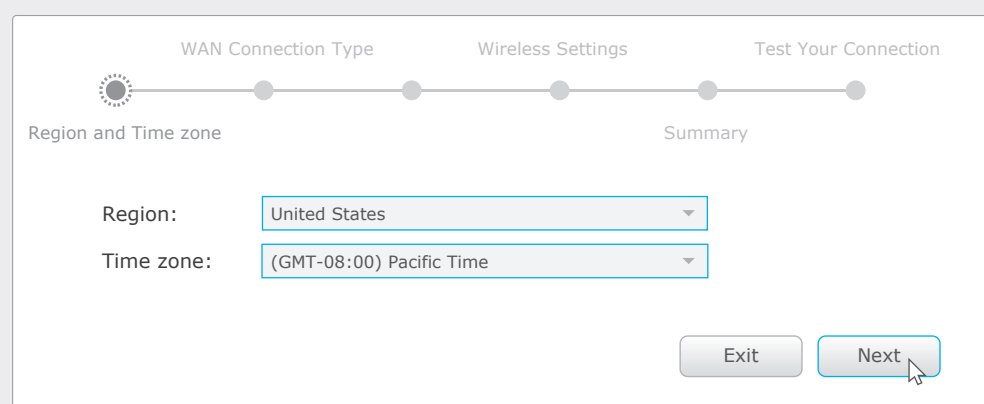 WAN Connection Type
Wireless Settings
Test Your Connection
Region and Time zone
Summary
Region:
United States
Time zone:
(GMT-08:00) Pacific Time
Exit
Next